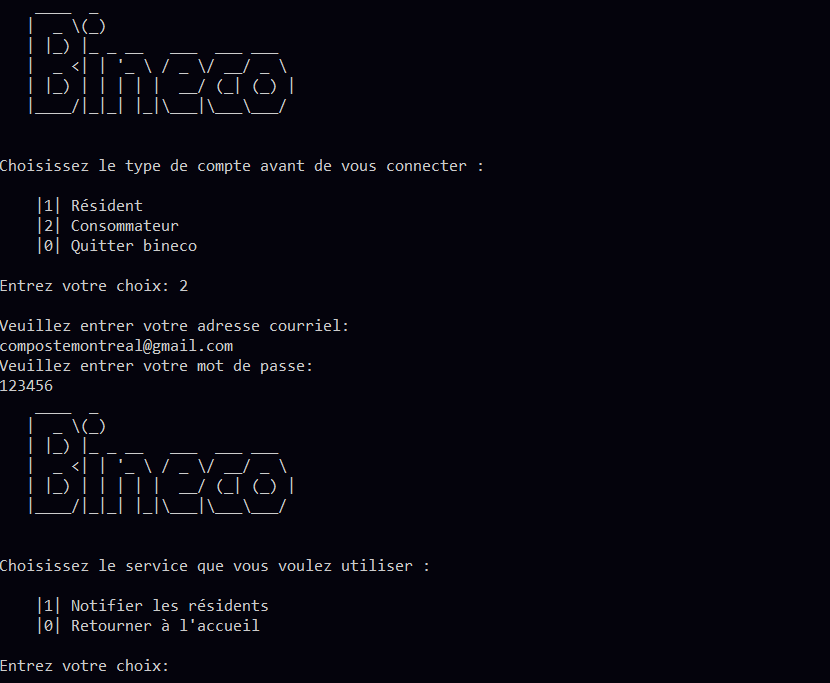 Bineco
Choisissez le type de compte avant de vous connecter :
|1| Résident
|2| Consommateur
|0| Quitter bineco
Entrez votre choix: 2
Veuillez entrer votre adresse courriel:
compostemontreal@gmail.com
Veuillez entrer votre mot de passe:
123456
Bineco
Choisissez le service que vous voulez utiliser :
|1| Notifier les résidents
|0| Retourner à l'accueil
Entrez votre choix: